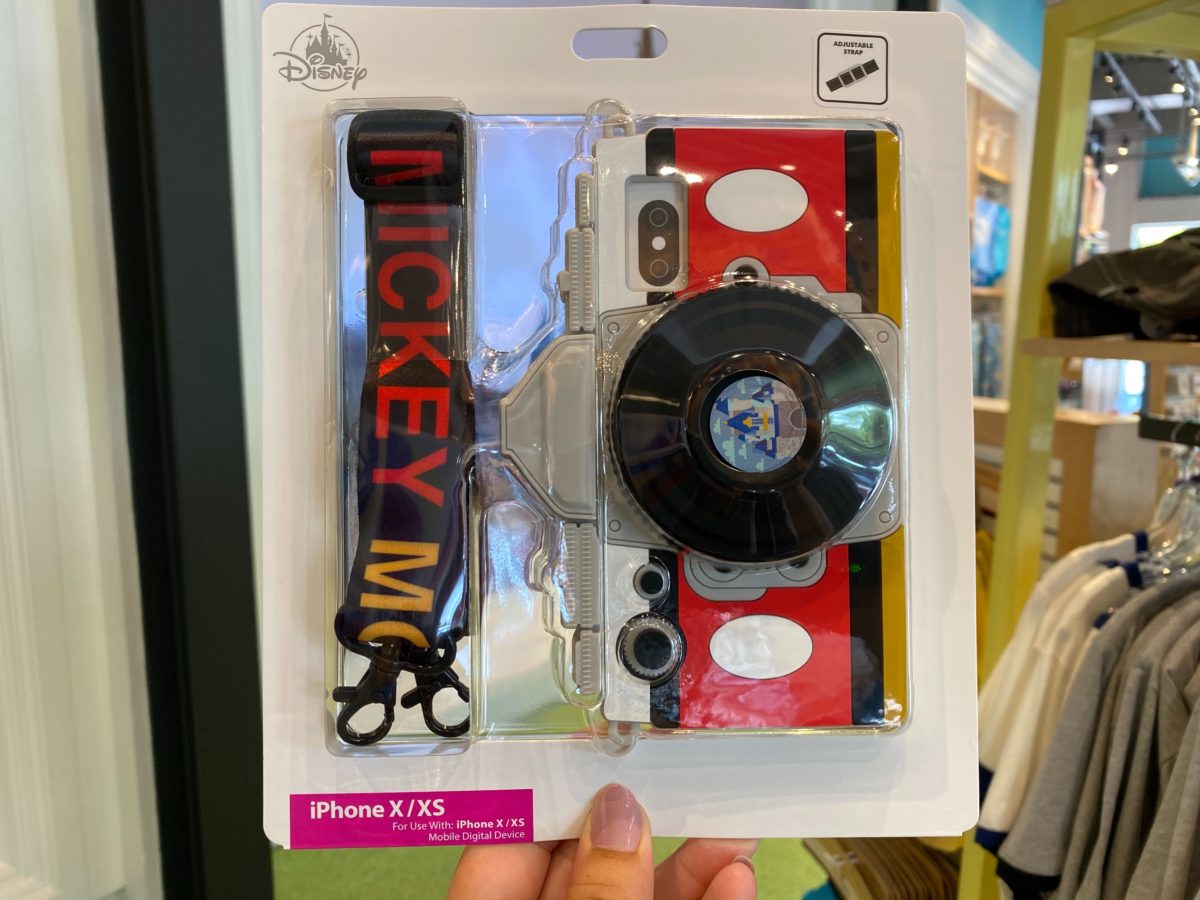 Disney
ADJUSTABLE
STRAP
MICKEY MO
iPhone X/XS
For Use With: iPhone X/XS
Mobile Digital Device